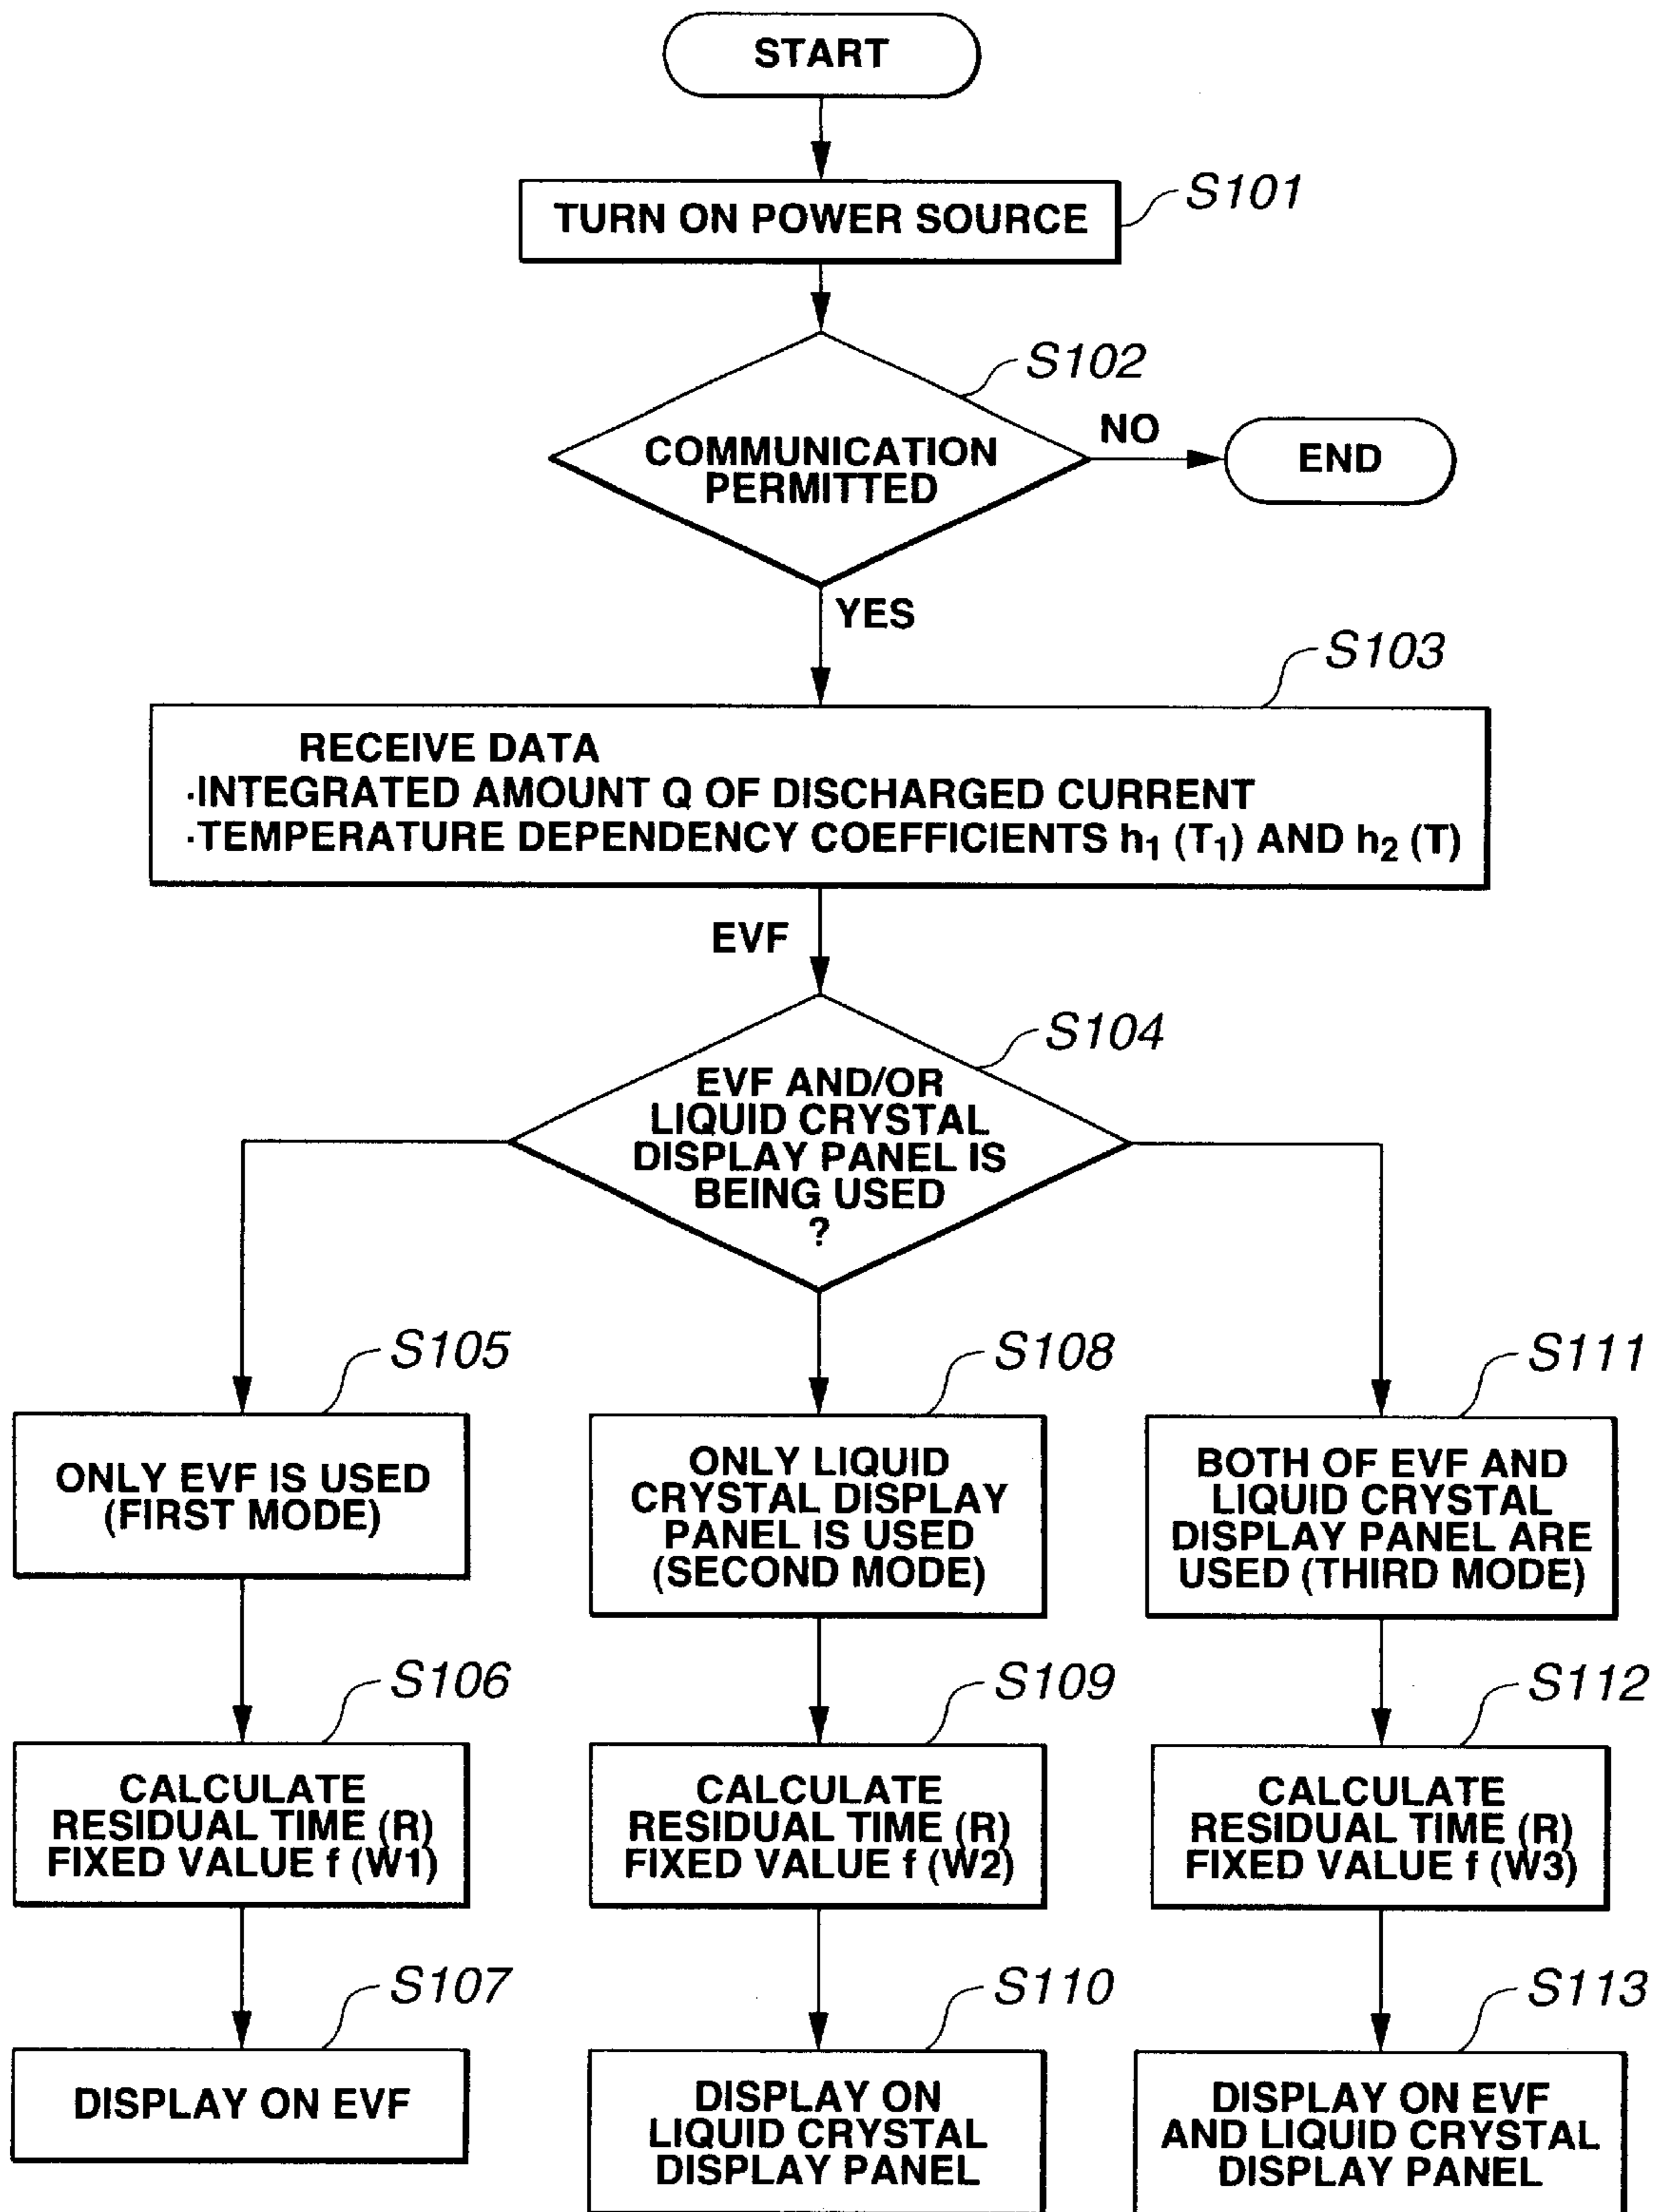 START
TURN ON POWER SOURCE
S101
S102
COMMUNICATION
PERMITTED
NO
END
YES
S103
RECEIVE DATA
·INTEGRATED AMOUNT Q OF DISCHARGED CURRENT
·TEMPERATURE DEPENDENCY COEFFICIENTS h₁ (T₁) AND h₂ (T)
EVF
S104
EVF AND/OR
LIQUID CRYSTAL
DISPLAY PANEL IS
BEING USED
?
S105
ONLY EVF IS USED
(FIRST MODE)
S106
CALCULATE
RESIDUAL TIME (R)
FIXED VALUE f (W1)
S107
DISPLAY ON EVF
S108
ONLY LIQUID
CRYSTAL DISPLAY
PANEL IS USED
(SECOND MODE)
S109
CALCULATE
RESIDUAL TIME (R)
FIXED VALUE f (W2)
S110
DISPLAY ON
LIQUID CRYSTAL
DISPLAY PANEL
S111
BOTH OF EVF AND
LIQUID CRYSTAL
DISPLAY PANEL ARE
USED (THIRD MODE)
S112
CALCULATE
RESIDUAL TIME (R)
FIXED VALUE f (W3)
S113
DISPLAY ON EVF
AND LIQUID CRYSTAL
DISPLAY PANEL